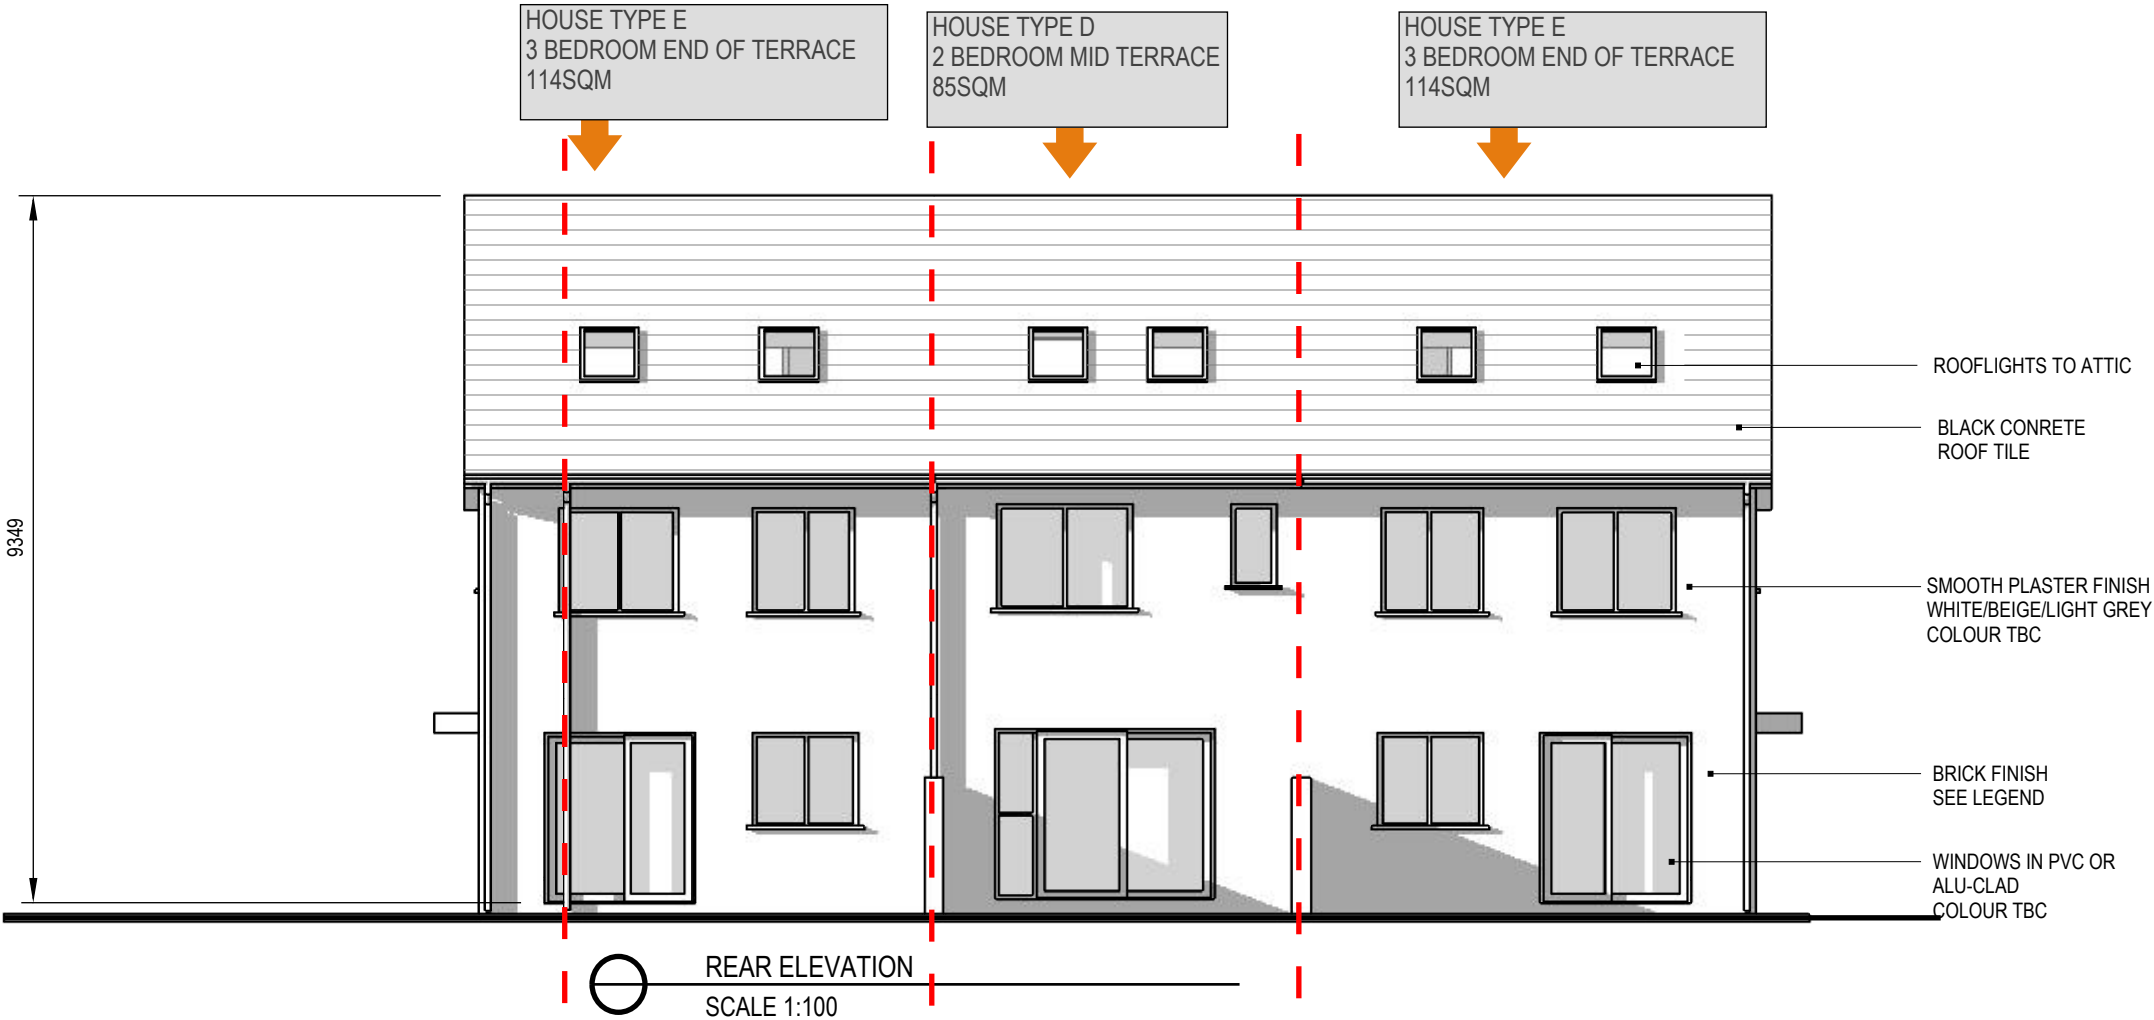 HOUSE TYPE E
3 BEDROOM END OF TERRACE
114SQM
HOUSE TYPE D
2 BEDROOM MID TERRACE
85SQM
HOUSE TYPE E
3 BEDROOM END OF TERRACE
114SQM
9349
ROOFLIGHTS TO ATTIC
BLACK CONRETE
ROOF TILE
SMOOTH PLASTER FINISH
WHITE/BEIGE/LIGHT GREY
COLOUR TBC
BRICK FINISH
SEE LEGEND
WINDOWS IN PVC OR
ALU-CLAD
COLOUR TBC
REAR ELEVATION
SCALE 1:100